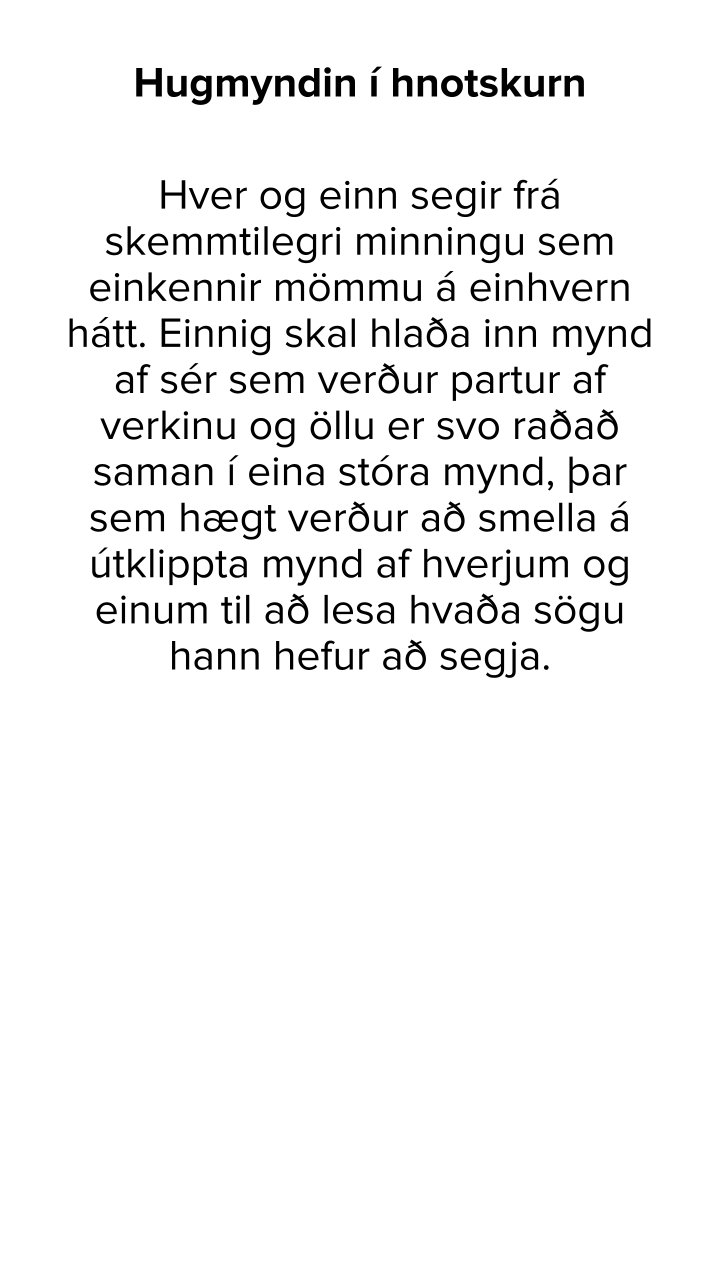 Hugmyndin í hnotskurn
Hver og einn segir frá
skemmtilegri minningu sem
einkennir mömmu á einhvern
hátt. Einnig skal hlaða inn mynd
af sér sem verður partur af
verkinu og öllu er svo raðað
saman í eina stóra mynd, þar
sem hægt verður að smella á
útklippta mynd af hverjum og
einum til að lesa hvaða sögu
hann hefur að segja.